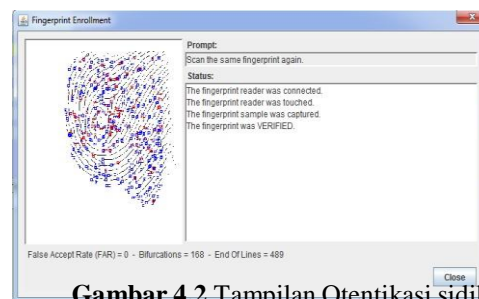 Fingerprint Enrollment
Prompt:
Scan the same fingerprint again.
Status:
The fingerprint reader was connected.
The fingerprint reader was touched.
The fingerprint sample was captured.
The fingerprint was VERIFIED.
False Accept Rate (FAR) = 0 - Bifurcations = 168 - End Of Lines = 489
Close
Gambar 4.2 Tampilan Otentikasi